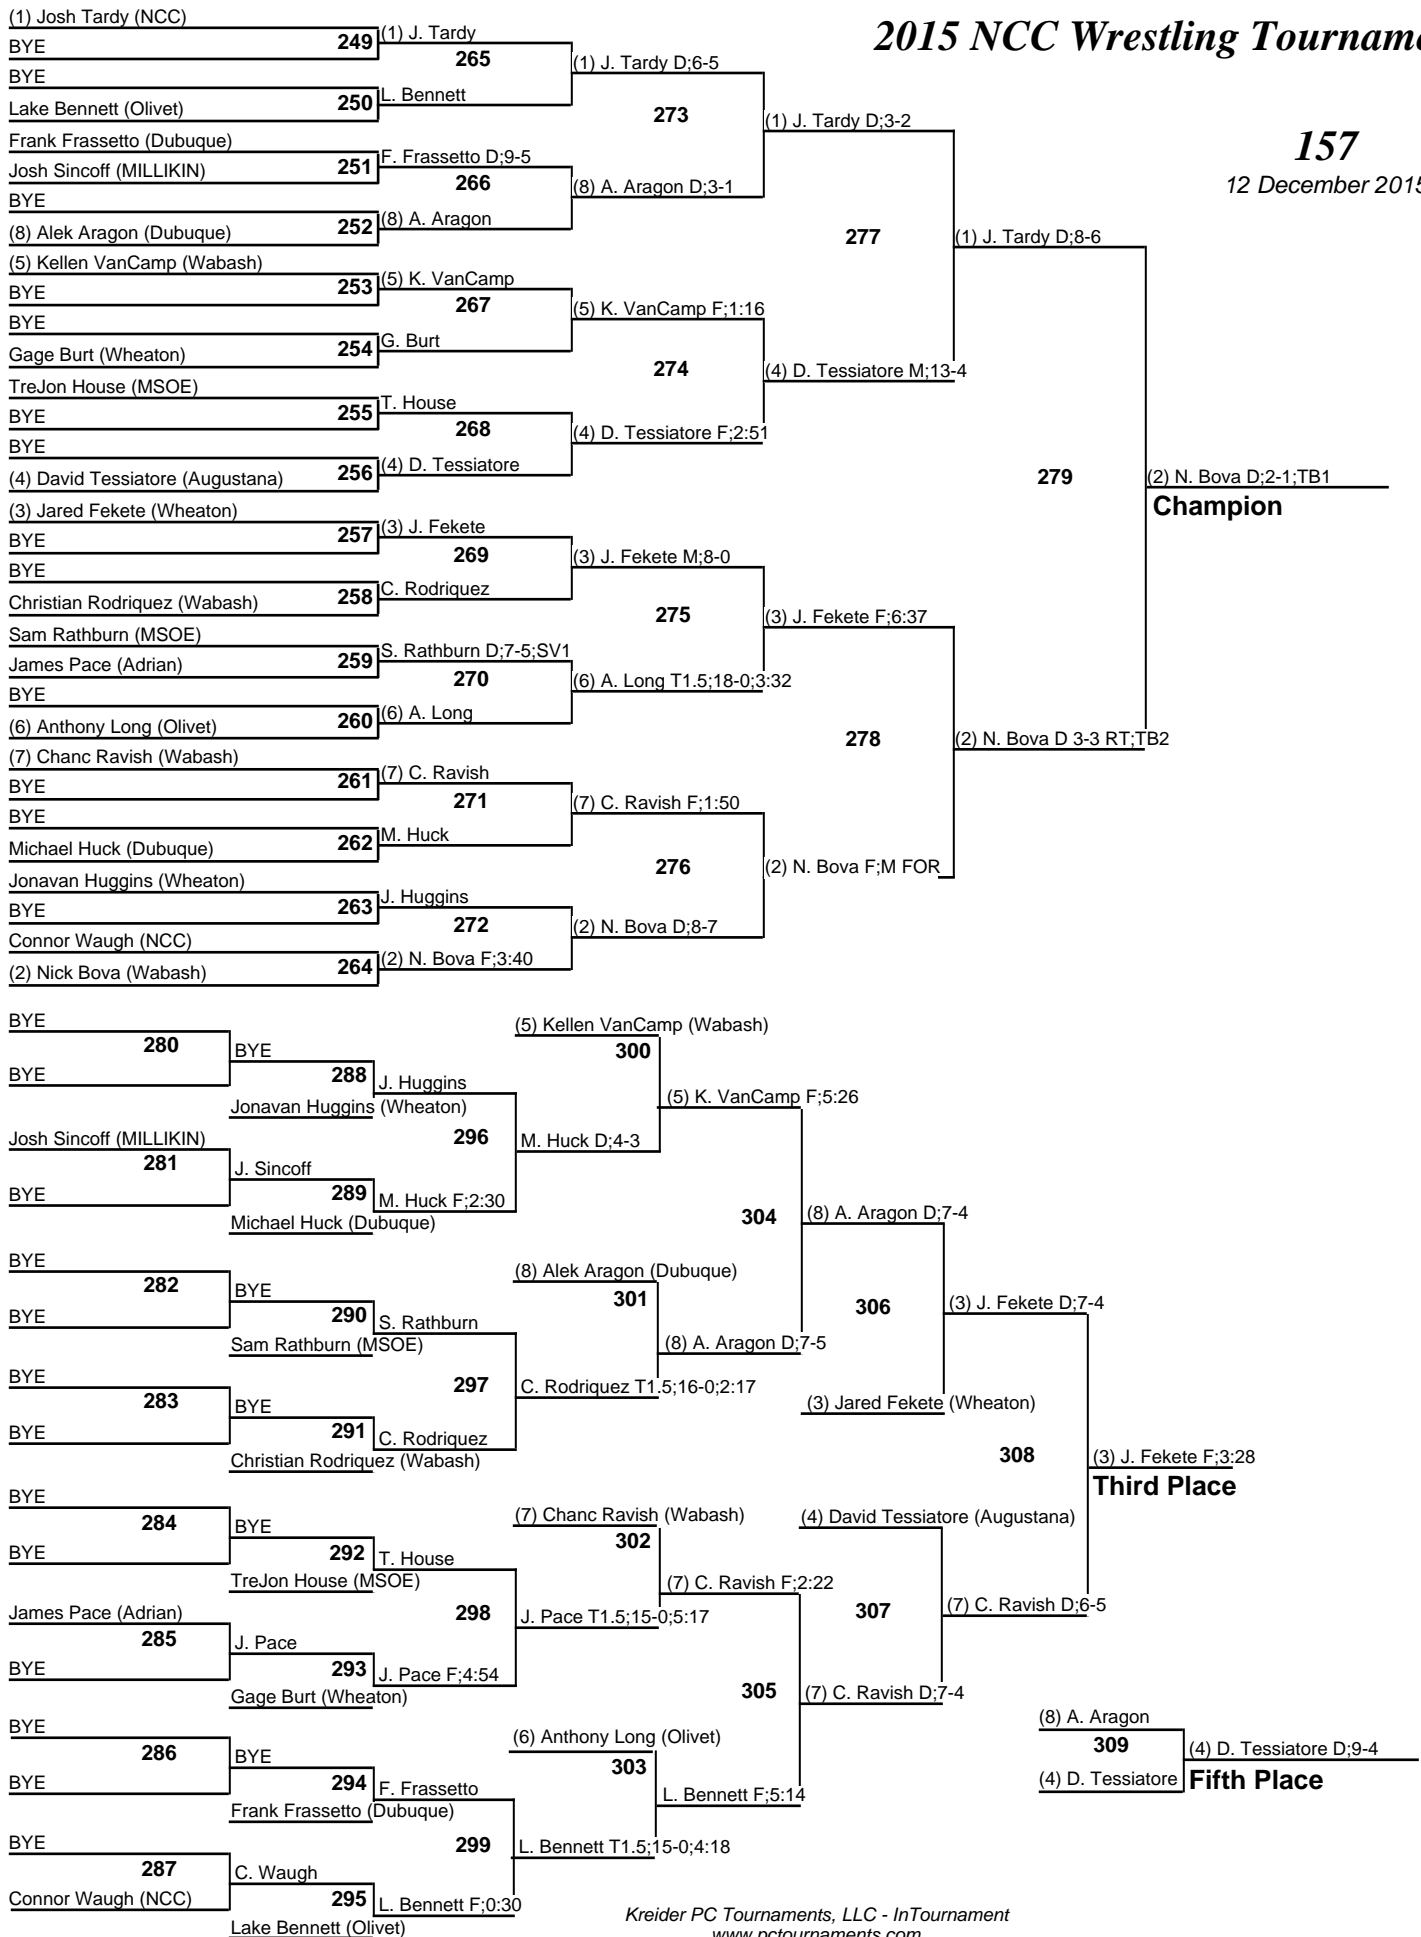 2015 NCC Wrestling Tourname
157
12 December 2015
(1) Josh Tardy (NCC)
BYE
249
(1) J. Tardy
265
BYE
Lake Bennett (Olivet)
250
L. Bennett
(1) J. Tardy D;6-5
273
Frank Frassetto (Dubuque)
Josh Sincoff (MILLIKIN)
251
F. Frassetto D;9-5
266
BYE
(8) Alek Aragon (Dubuque)
252
(8) A. Aragon
(8) A. Aragon D;3-1
(1) J. Tardy D;3-2
277
(5) Kellen VanCamp (Wabash)
BYE
253
(5) K. VanCamp
267
BYE
Gage Burt (Wheaton)
254
G. Burt
(5) K. VanCamp F;1:16
274
TreJon House (MSOE)
BYE
255
T. House
268
BYE
(4) David Tessiatore (Augustana)
256
(4) D. Tessiatore
(4) D. Tessiatore F;2:51
(4) D. Tessiatore M;13-4
(1) J. Tardy D;8-6
279
(2) N. Bova D;2-1;TB1
Champion
(3) Jared Fekete (Wheaton)
BYE
257
(3) J. Fekete
269
BYE
Christian Rodriquez (Wabash)
258
C. Rodriquez
(3) J. Fekete M;8-0
275
Sam Rathburn (MSOE)
James Pace (Adrian)
259
S. Rathburn D;7-5;SV1
270
BYE
(6) Anthony Long (Olivet)
260
(6) A. Long
(6) A. Long T1.5;18-0;3:32
(3) J. Fekete F;6:37
278
(2) N. Bova D 3-3 RT;TB2
(7) Chanc Ravish (Wabash)
BYE
261
(7) C. Ravish
271
BYE
Michael Huck (Dubuque)
262
M. Huck
(7) C. Ravish F;1:50
276
(2) N. Bova F;M FOR
Jonavan Huggins (Wheaton)
BYE
263
J. Huggins
272
Connor Waugh (NCC)
(2) Nick Bova (Wabash)
264
(2) N. Bova F;3:40
(2) N. Bova D;8-7
BYE
280
BYE
BYE
288
Jonavan Huggins (Wheaton)
J. Huggins
296
Josh Sincoff (MILLIKIN)
281
BYE
J. Sincoff
289
Michael Huck (Dubuque)
M. Huck F;2:30
(5) Kellen VanCamp (Wabash)
300
M. Huck D;4-3
(5) K. VanCamp F;5:26
304
BYE
282
BYE
BYE
290
Sam Rathburn (MSOE)
S. Rathburn
297
BYE
283
BYE
BYE
291
Christian Rodriquez (Wabash)
C. Rodriquez
(8) Alek Aragon (Dubuque)
301
C. Rodriquez T1.5;16-0;2:17
(8) A. Aragon D;7-5
(8) A. Aragon D;7-4
306
(3) Jared Fekete (Wheaton)
(3) J. Fekete D;7-4
308
(3) J. Fekete F;3:28
Third Place
BYE
284
BYE
BYE
292
TreJon House (MSOE)
T. House
298
James Pace (Adrian)
285
BYE
J. Pace
293
Gage Burt (Wheaton)
J. Pace F;4:54
(7) Chanc Ravish (Wabash)
302
J. Pace T1.5;15-0;5:17
(7) C. Ravish F;2:22
305
(4) David Tessiatore (Augustana)
307
(7) C. Ravish D;7-4
(7) C. Ravish D;6-5
BYE
286
BYE
BYE
294
Frank Frassetto (Dubuque)
F. Frassetto
299
BYE
287
Connor Waugh (NCC)
C. Waugh
295
Lake Bennett (Olivet)
L. Bennett F;0:30
(6) Anthony Long (Olivet)
303
L. Bennett T1.5;15-0;4:18
L. Bennett F;5:14
(8) A. Aragon
309
(4) D. Tessiatore
(4) D. Tessiatore D;9-4
Fifth Place
Kreider PC Tournaments, LLC - InTournament
www.pctournaments.com